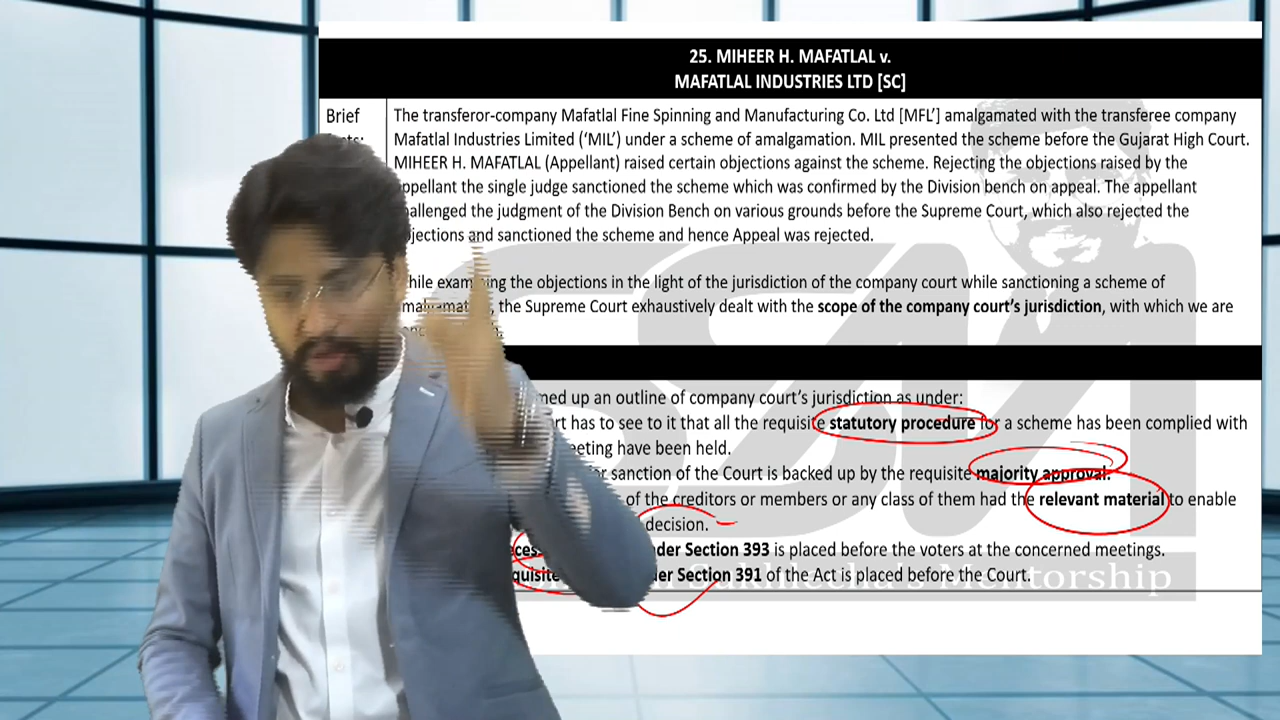 25. MIHEER H. MAFATLAL v.
MAFATLAL INDUSTRIES LTD [SC]
Brief
The transferor-company Mafatlal Fine Spinning and Manufacturing Co. Ltd [MFL’] amalgamated with the transferee company
Mafatlal Industries Limited (‘MIL’) under a scheme of amalgamation. MIL presented the scheme before the Gujarat High Court.
MIHEER H. MAFATLAL (Appellant) raised certain objections against the scheme. Rejecting the objections raised by the
the single judge sanctioned the scheme which was confirmed by the Division bench on appeal. The appellant
the judgment of the Division Bench on various grounds before the Supreme Court, which also rejected the
and sanctioned the scheme and hence Appeal was rejected.
the objections in the light of the jurisdiction of the company court while sanctioning a scheme of
the Supreme Court exhaustively dealt with the scope of the company court’s jurisdiction, with which we are
up an outline of company court’s jurisdiction as under:
has to see to it that all the requisite statutory procedure for a scheme has been complied with
have been held.
sanction of the Court is backed up by the requisite majority approval.
of the creditors or members or any class of them had the relevant material to enable
decision.
Section 393 is placed before the voters at the concerned meetings.
Section 391 of the Act is placed before the Court.
Mentorship